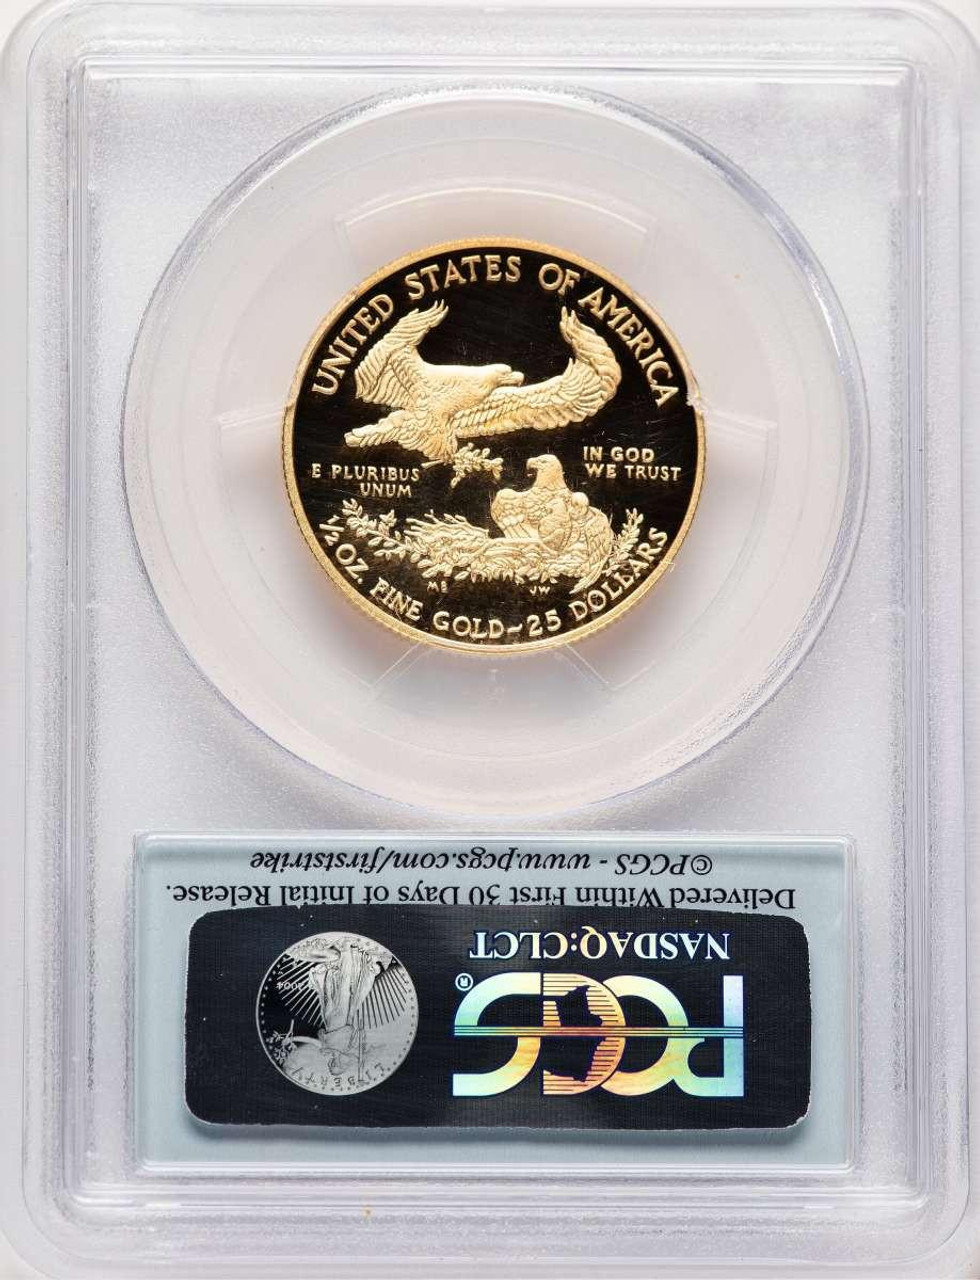 UNITED STATES OF AMERICA
E PLURIBUS
UNUM
IN GOD
WE TRUST
ME
JW
1/2 OZ. FINE GOLD~25 DOLLARS
PCGS®
NASDAQ:CLCT
LIBERTY
2004
Delivered Within First 30 Days of Initial Release.
©PCGS - www.pcgs.com/firststrike